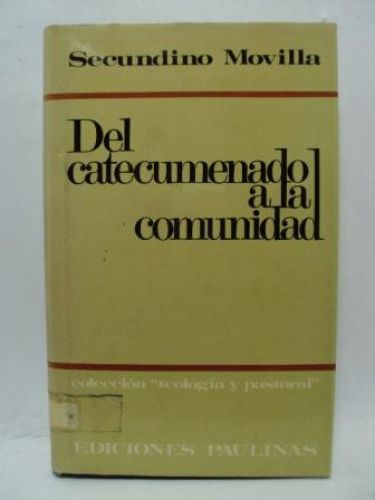 Secundino Movilla
Del
catecumenado
a la
comunidad
colección "teología y pastoral"
EDICIONES PAULINAS